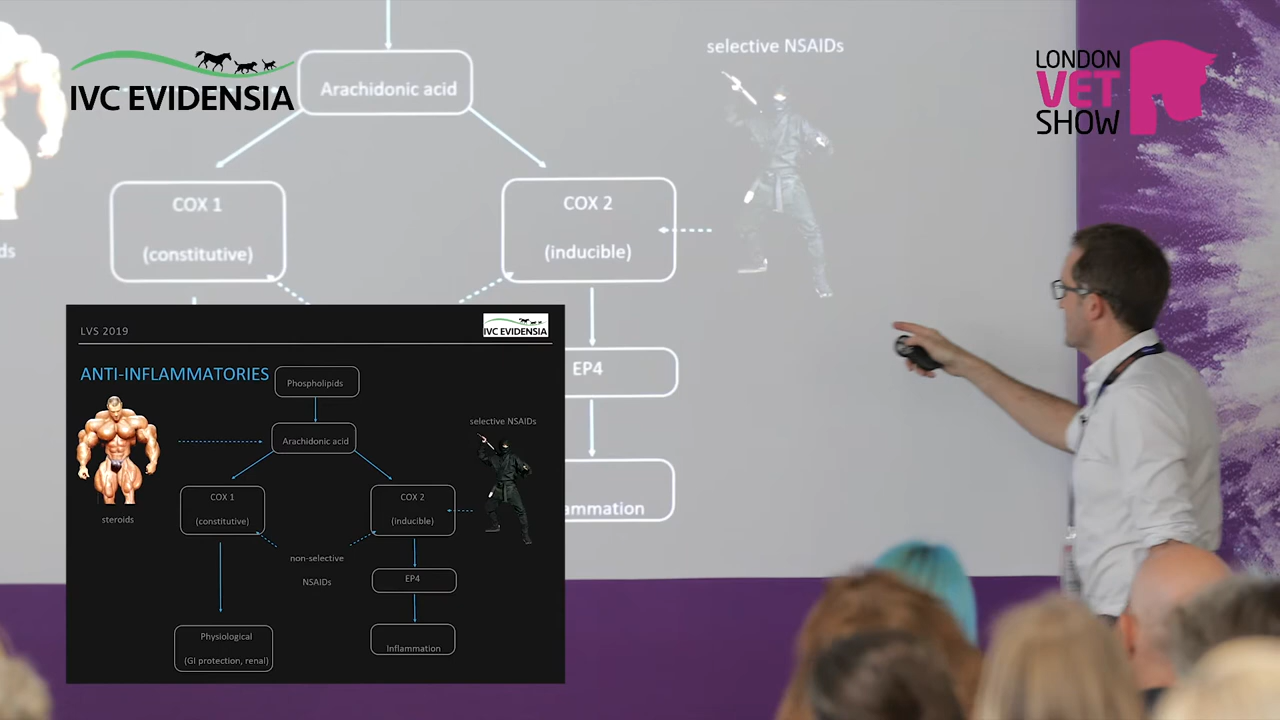 IVC EVIDENSIA
Arachidonic acid
selective NSAIDs
LONDON
VET
SHOW
COX 1
(constitutive)
COX 2
(inducible)
ds
EP4
ammation
LVS 2019
IVC EVIDENSIA
ANTI-INFLAMMATORIES
Phospholipids
Arachidonic acid
selective NSAIDs
steroids
COX 1
(constitutive)
COX 2
(inducible)
non-selective
NSAIDs
EP4
Physiological
(GI protection, renal)
Inflammation